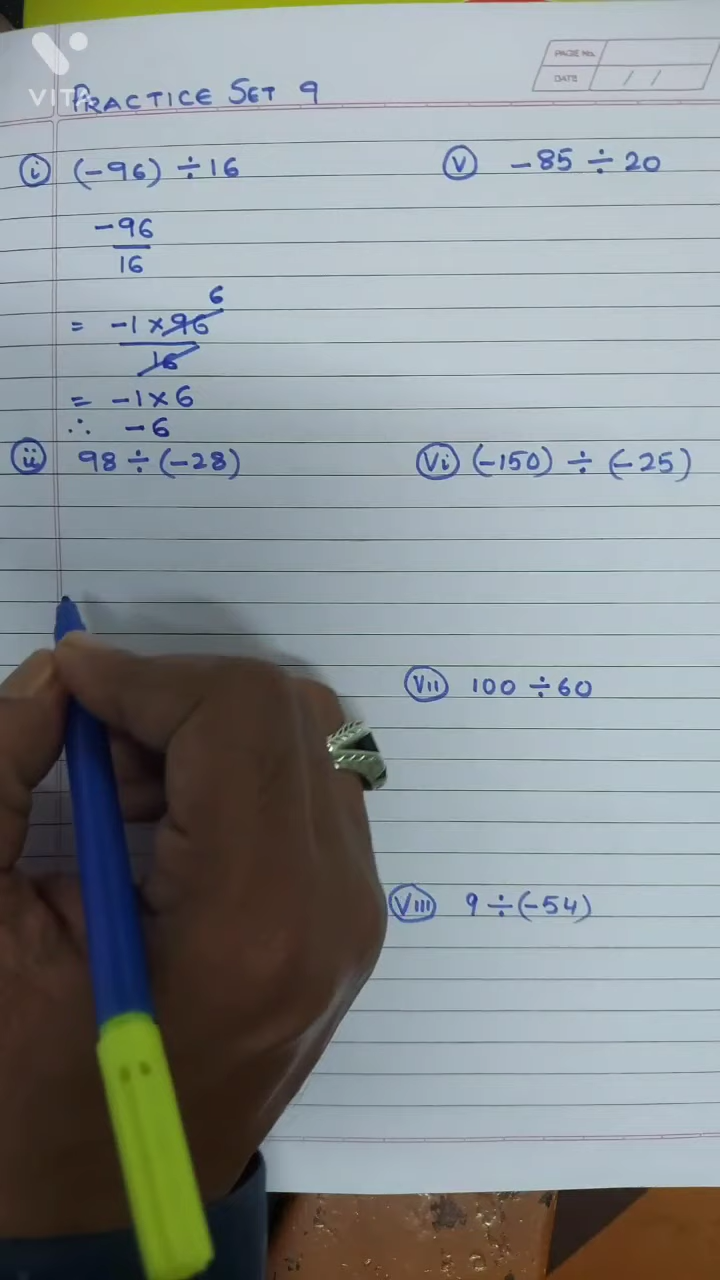 VITA
PAGE No.
DATE / /
PRACTICE SET 9
i (-96) ÷ 16
-96
16
6
= -1 × 96
16
= -1 × 6
∴ -6
ii 98 ÷ (-28)
v -85 ÷ 20
vi (-150) ÷ (-25)
vii 100 ÷ 60
viii 9 ÷ (-54)